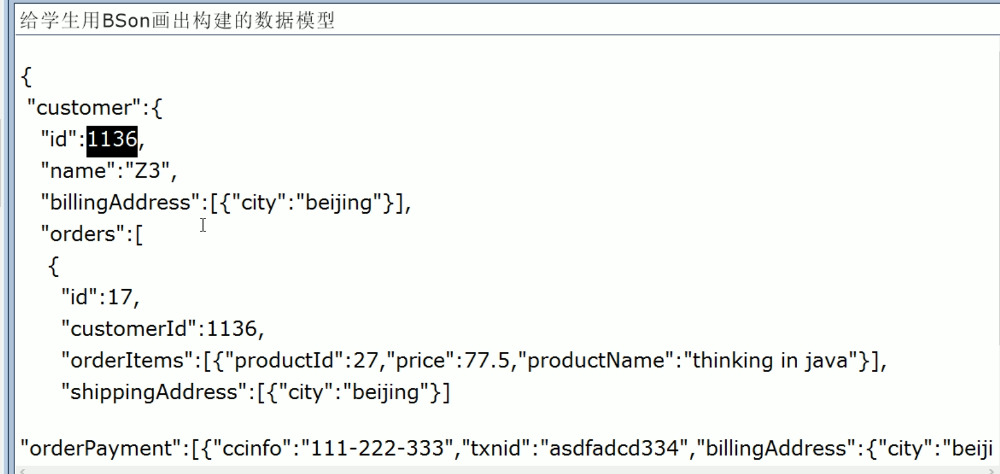 给学生用BSon画出构建的数据模型
{
"customer":{
"id":1136,
"name":"Z3",
"billingAddress":[{"city":"beijing"}],
"orders":[
{
"id":17,
"customerId":1136,
"orderItems":[{"productId":27,"price":77.5,"productName":"thinking in java"}],
"shippingAddress":[{"city":"beijing"}]
"orderPayment":[{"ccinfo":"111-222-333","txnid":"asdfadcd334","billingAddress":{"city":"beiji